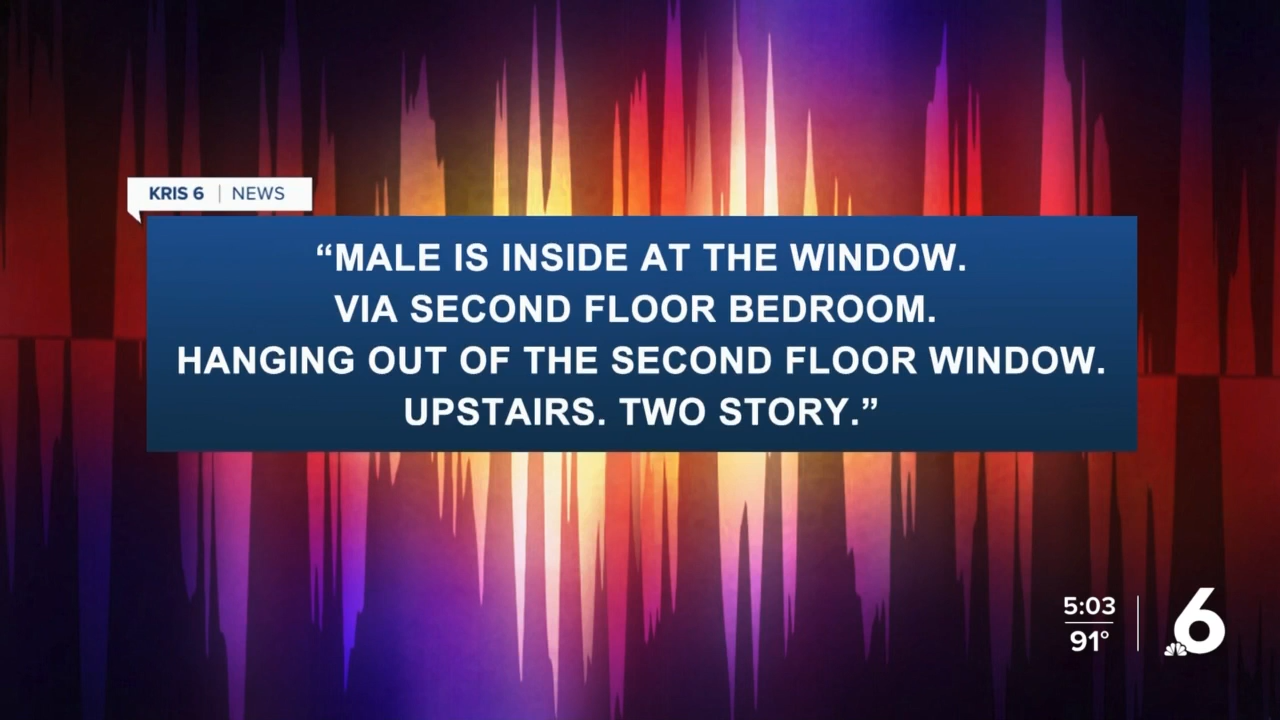 KRIS 6 | NEWS
“MALE IS INSIDE AT THE WINDOW.
VIA SECOND FLOOR BEDROOM.
HANGING OUT OF THE SECOND FLOOR WINDOW.
UPSTAIRS. TWO STORY.”
5:03
91°
6